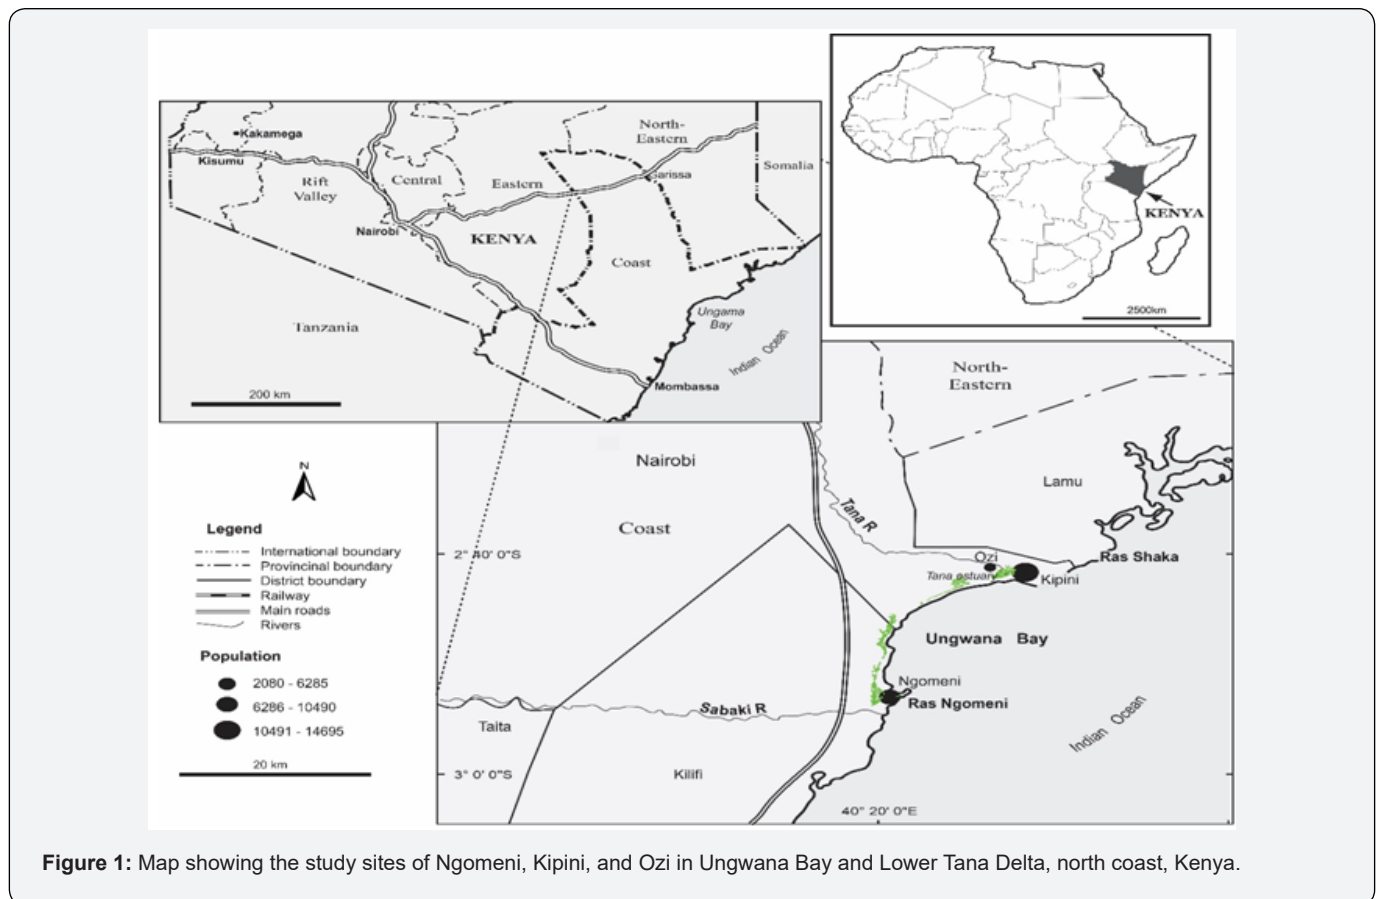 Kakamega
Kisumu
Rift
Valley
Central
Eastern
North-
Eastern
Garissa
Somalia
Nairobi
KENYA
Coast
Tanzania
Ungama
Bay
Indian Ocean
Mombassa
200 km
KENYA
2500km
N
Legend
International boundary
Provincinal boundary
District boundary
Railway
Main roads
Rivers
Population
2080 - 6285
6286 - 10490
10491 - 14695
20 km
North-
Eastern
Nairobi
Lamu
Coast
Tana R
2° 40' 0"S
Ozi
Ras Shaka
Tana estuary
Kipini
Ungwana Bay
Ngomeni
Ras Ngomeni
Sabaki R
Taita
Indian Ocean
3° 0' 0"S
Kilifi
40° 20' 0"E
Figure 1: Map showing the study sites of Ngomeni, Kipini, and Ozi in Ungwana Bay and Lower Tana Delta, north coast, Kenya.